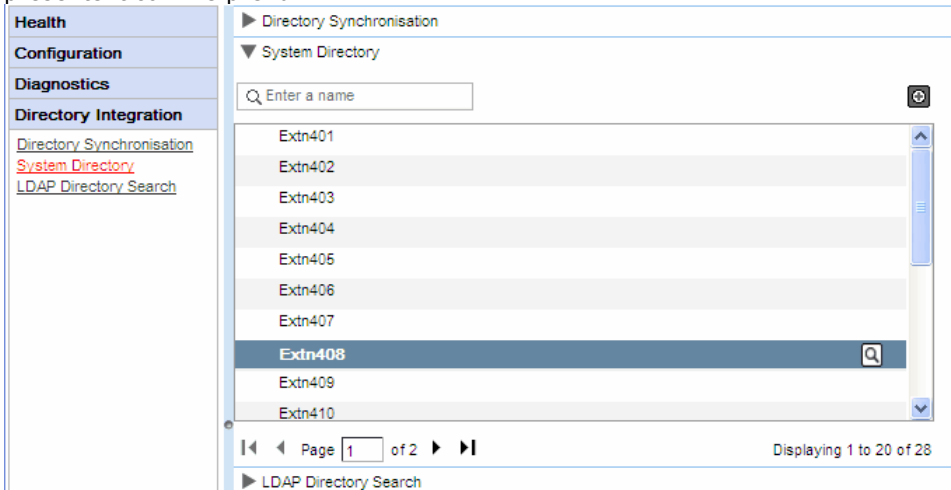 Health
Configuration
Diagnostics
Directory Integration
Directory Synchronisation
System Directory
LDAP Directory Search
Directory Synchronisation
System Directory
Enter a name
Extn401
Extn402
Extn403
Extn404
Extn405
Extn406
Extn407
Extn408
Extn409
Extn410
Page 1 of 2
Displaying 1 to 20 of 28
LDAP Directory Search